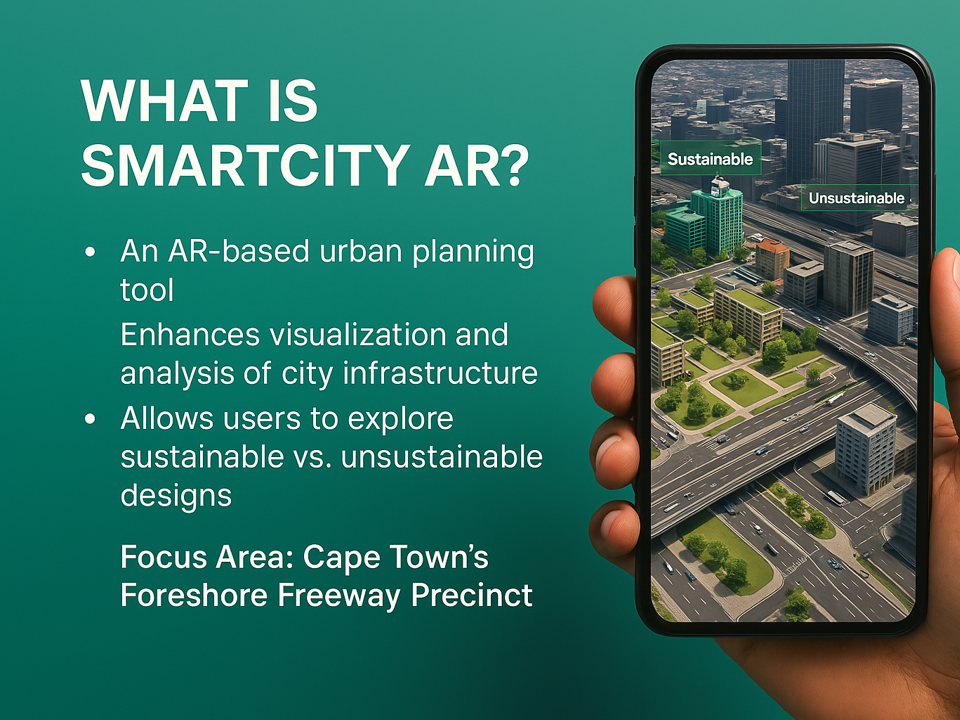 WHAT IS
SMARTCITY AR?
• An AR-based urban planning
tool
Enhances visualization and
analysis of city infrastructure
• Allows users to explore
sustainable vs. unsustainable
designs
Focus Area: Cape Town’s
Foreshore Freeway Precinct
Sustainable
Unsustainable